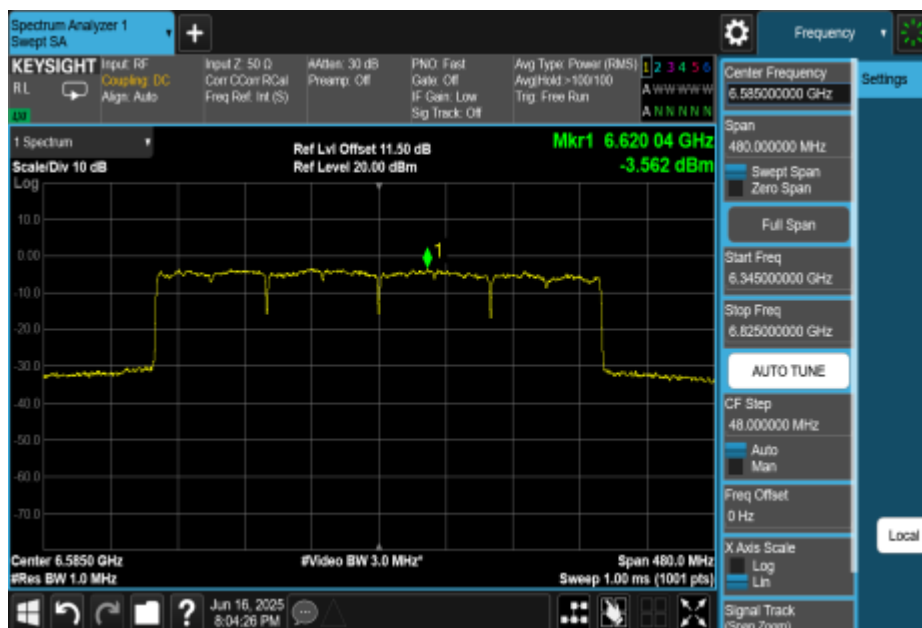 Spectrum Analyzer 1
Swept SA
+
Frequency
KEYSIGHT
RL
Input: RF
Coupling: DC
Align: Auto
Input Z: 50 Ω
Corr CCorr RCal
Freq Ref: Int (S)
#Atten: 30 dB
Preamp: Off
PNO: Fast
Gate: Off
IF Gain: Low
Sig Track: Off
Avg Type: Power (RMS)
Avg|Hold: >100/100
Trig: Free Run
1 2 3 4 5 6
A W W W W W
A N N N N N
1 Spectrum
Scale/Div 10 dB
Log
Ref Lvl Offset 11.50 dB
Ref Level 20.00 dBm
Mkr1 6.620 04 GHz
-3.562 dBm
10.0
0.00
-10.0
-20.0
-30.0
-40.0
-50.0
-60.0
-70.0
1
Center 6.5850 GHz
#Res BW 1.0 MHz
#Video BW 3.0 MHz*
Span 480.0 MHz
Sweep 1.00 ms (1001 pts)
?
Jun 16, 2025
8:04:26 PM
Center Frequency
6.585000000 GHz
Span
480.000000 MHz
Swept Span
Zero Span
Full Span
Start Freq
6.345000000 GHz
Stop Freq
6.825000000 GHz
AUTO TUNE
CF Step
48.000000 MHz
Auto
Man
Freq Offset
0 Hz
X Axis Scale
Log
Lin
Signal Track
(Span Zoom)
Settings
Local